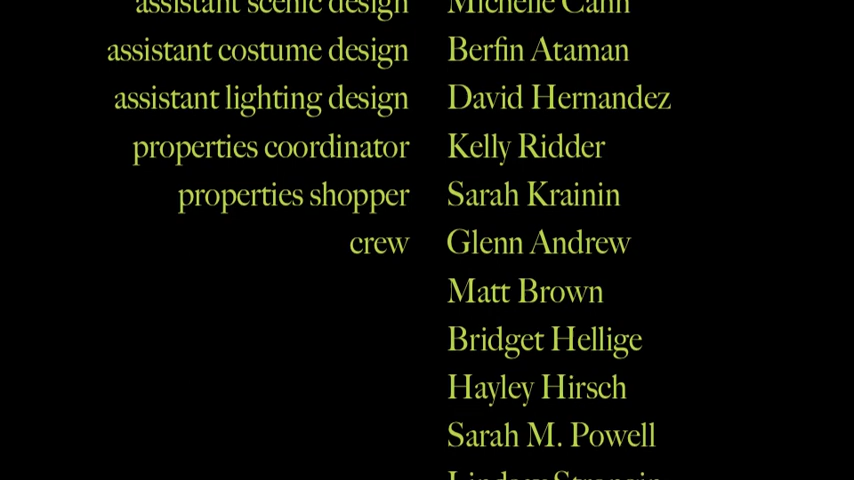 assistant scenic design Michelle Cann
assistant costume design Berfin Ataman
assistant lighting design David Hernandez
properties coordinator Kelly Ridder
properties shopper Sarah Krainin
crew Glenn Andrew
Matt Brown
Bridget Hellige
Hayley Hirsch
Sarah M. Powell